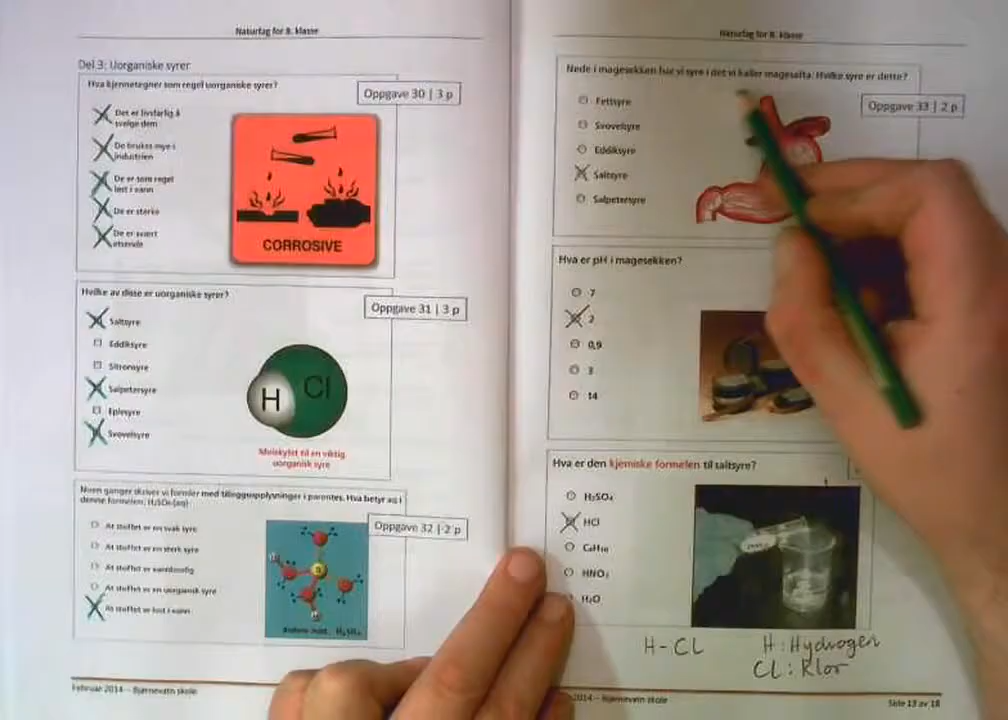 Naturfag for 8. klasse
Del 3: Uorganiske syrer
Hva kjennetegner som regel uorganiske syrer?
Oppgave 30 | 3 p
Det er livsfarlig å
svelge dem
De brukes mye i
industrien
De er som regel
løst i vann
De er sterke
De er svært
etsende
CORROSIVE
Hvilke av disse er uorganiske syrer?
Oppgave 31 | 3 p
Saltsyre
Eddiksyre
Sitronsyre
Salpetersyre
Eplesyre
Svovelsyre
H Cl
Molekylet til en viktig
uorganisk syre
Noen ganger skriver vi formler med tilleggsopplysninger i parentes. Hva betyr aq i
denne formelen: H₂SO₄ (aq)
Oppgave 32 | 2 p
At stoffet er en svak syre
At stoffet er en sterk syre
At stoffet er vannløselig
At stoffet er en uorganisk syre
At stoffet er løst i vann
S
H
Februar 2014 – Bjørnevatn skole
Naturfag for 8. klasse
Nede i magesekken har vi syre i det vi kaller magesafta. Hvilke syre er dette?
Oppgave 33 | 2 p
Fettsyre
Svovelsyre
Eddiksyre
Saltsyre
Salpetersyre
Hva er pH i magesekken?
7
2
0,9
3
14
Hva er den kjemiske formelen til saltsyre?
H₂SO₄
HCl
HNO₃
H₂O
H-CL H: Hydrogen
CL: Klor
2014 – Bjørnevatn skole
Side 13 av 18